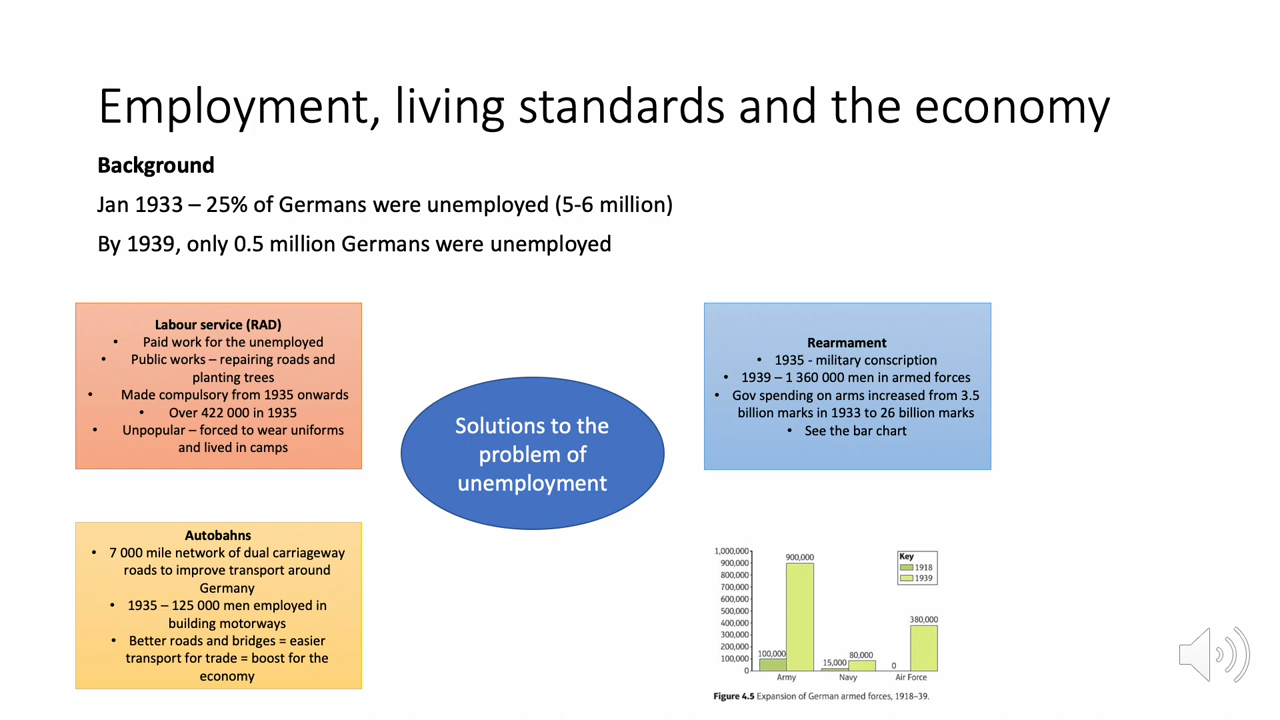 Employment, living standards and the economy
Background
Jan 1933 – 25% of Germans were unemployed (5-6 million)
By 1939, only 0.5 million Germans were unemployed
Labour service (RAD)
• Paid work for the unemployed
• Public works – repairing roads and
planting trees
• Made compulsory from 1935 onwards
• Over 422 000 in 1935
• Unpopular – forced to wear uniforms
and lived in camps
Solutions to the
problem of
unemployment
Rearmament
• 1935 - military conscription
• 1939 – 1 360 000 men in armed forces
• Gov spending on arms increased from 3.5
billion marks in 1933 to 26 billion marks
• See the bar chart
Autobahns
• 7 000 mile network of dual carriageway
roads to improve transport around
Germany
• 1935 – 125 000 men employed in
building motorways
• Better roads and bridges = easier
transport for trade = boost for the
economy
1,000,000
900,000
800,000
700,000
600,000
500,000
400,000
300,000
200,000
100,000
0
900,000
100,000
15,000
80,000
0
380,000
Key
1918
1939
Army
Navy
Air Force
Figure 4.5 Expansion of German armed forces, 1918–39.